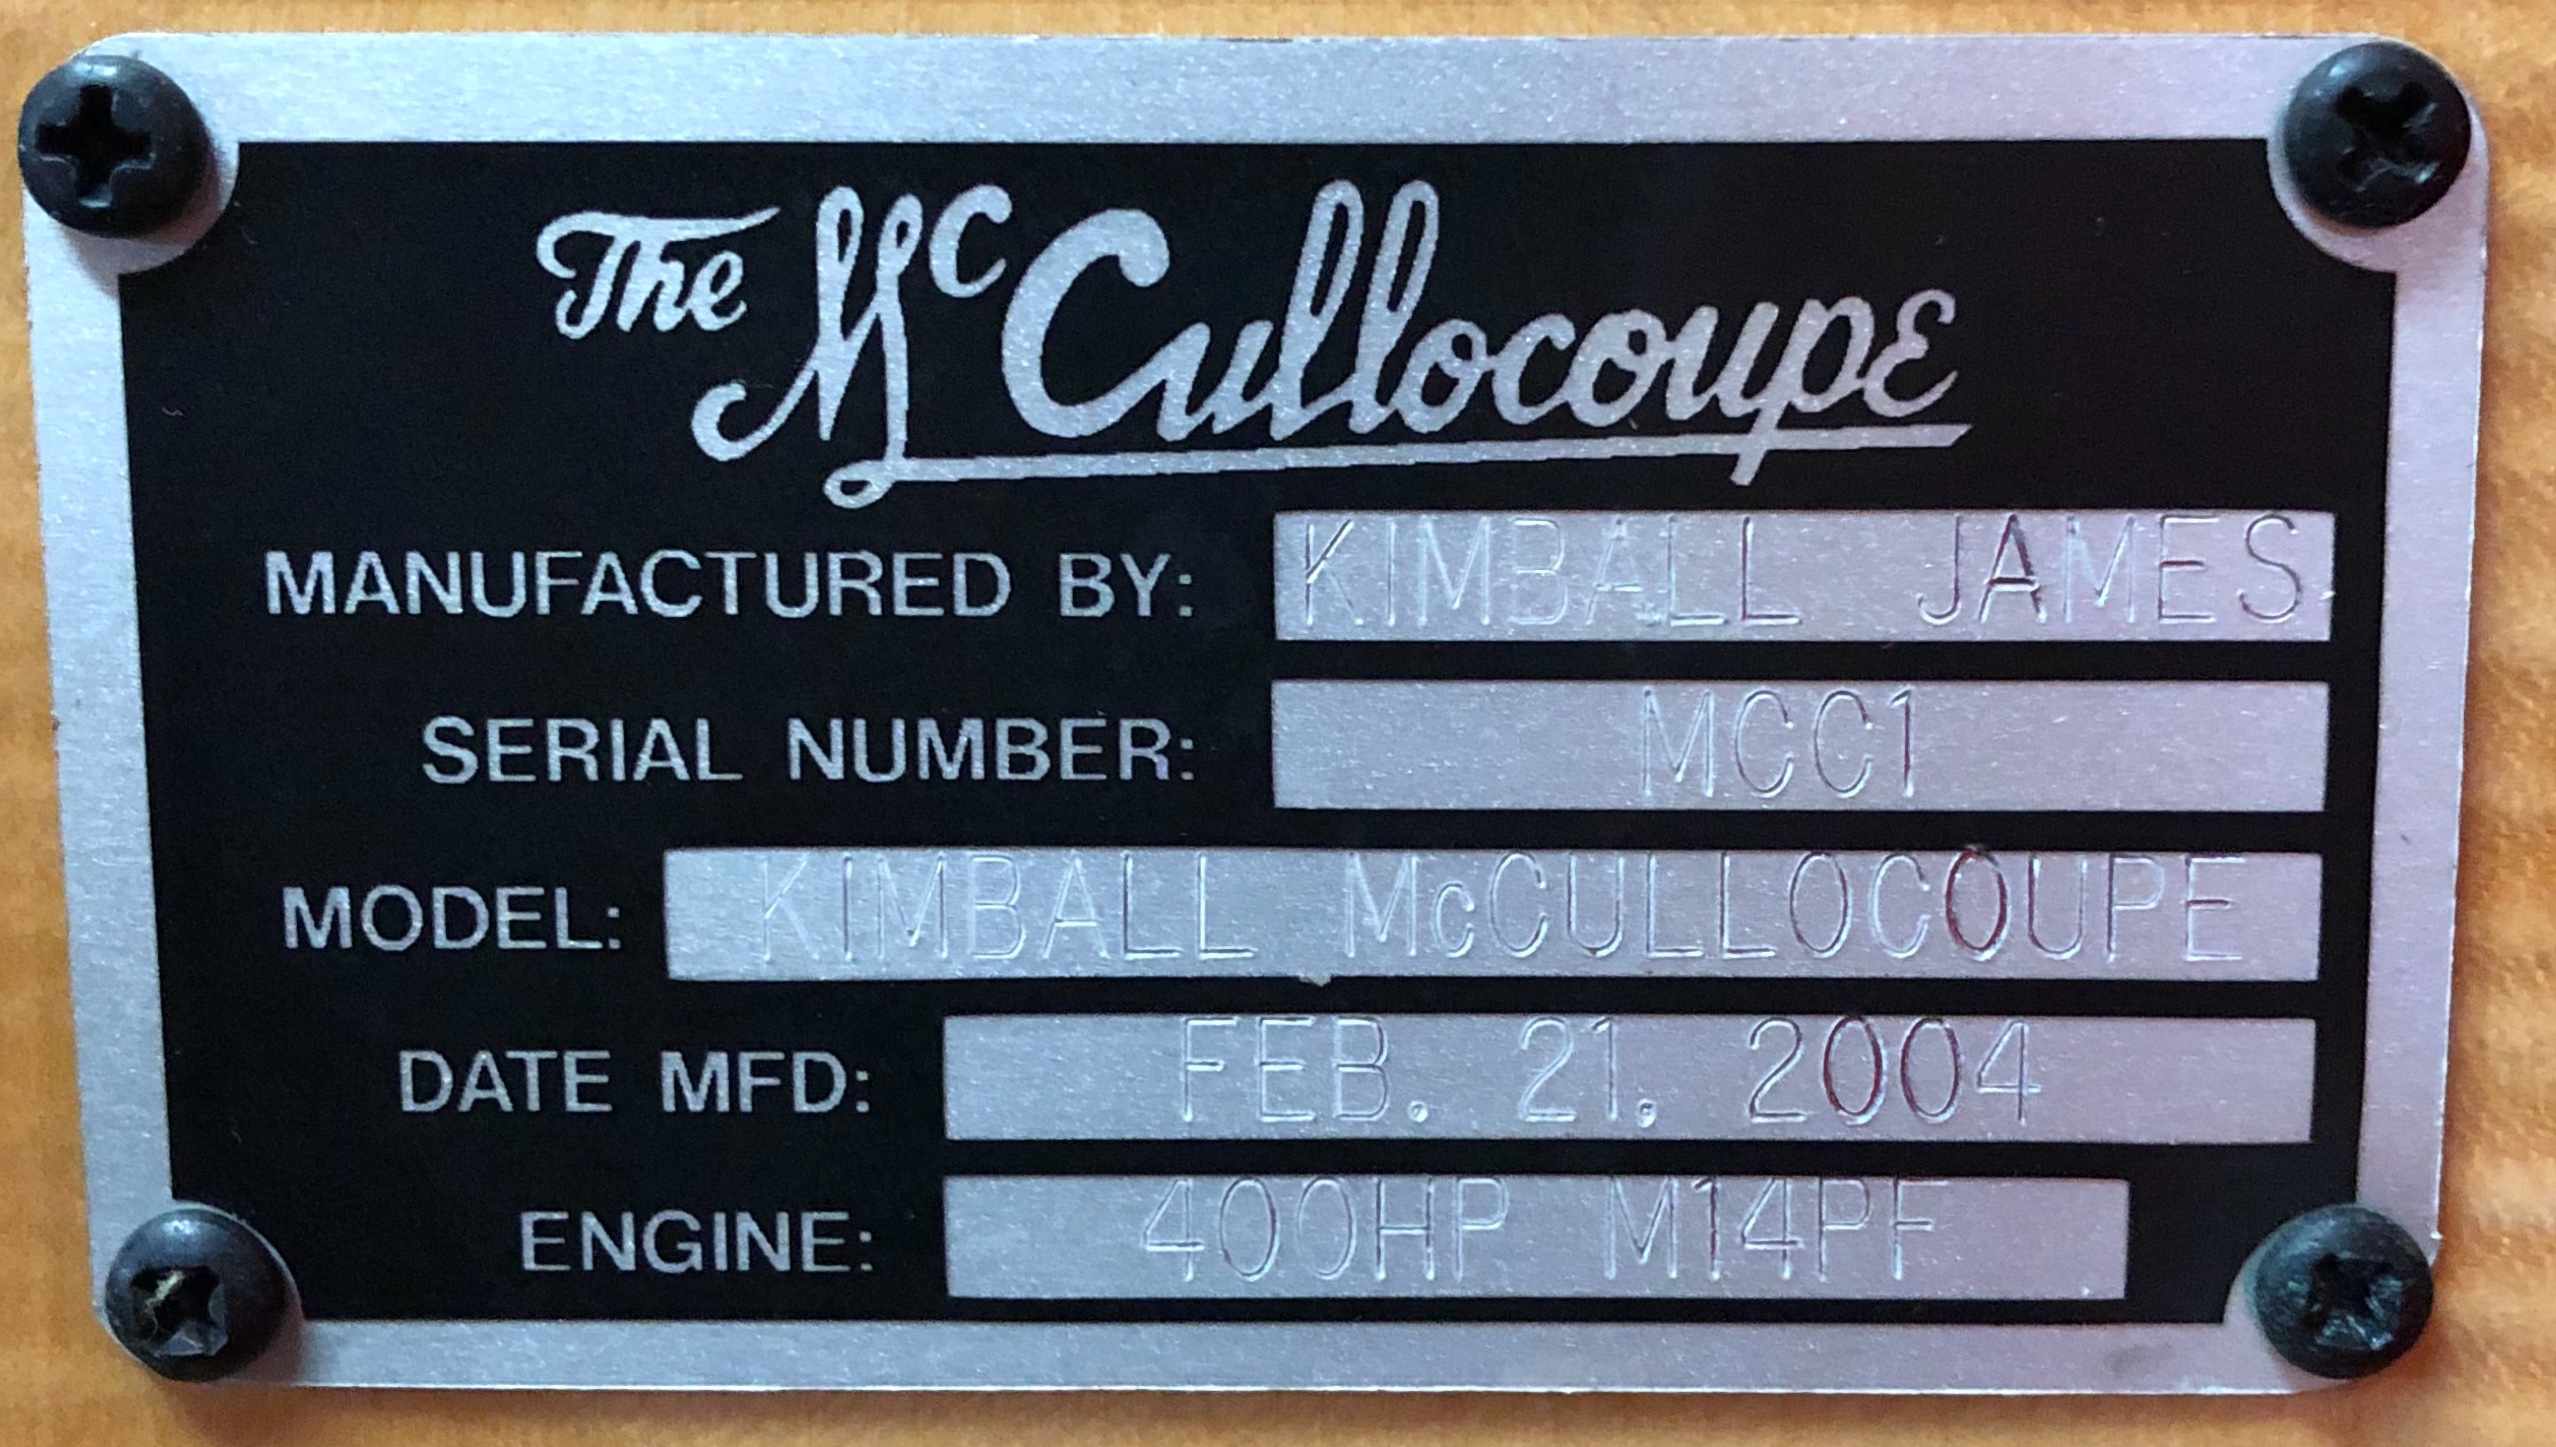 The McCullocoupe
MANUFACTURED BY: KIMBALL JAMES
SERIAL NUMBER: MCC1
MODEL: KIMBALL McCULLOCOUPE
DATE MFD: FEB. 21, 2004
ENGINE: 400HP M14PF